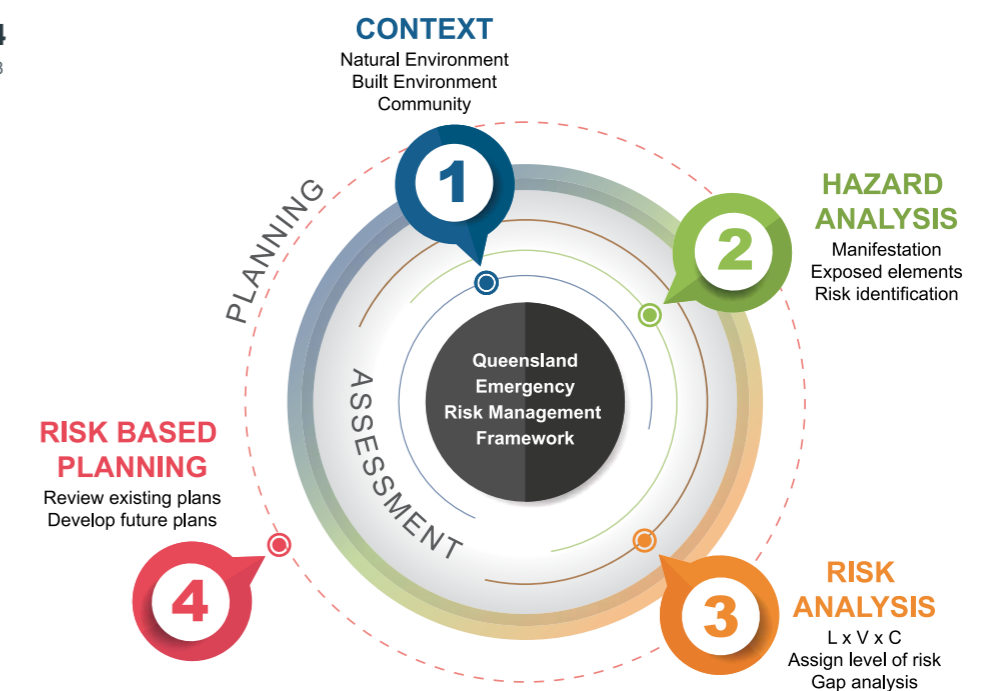 4
3
CONTEXT
Natural Environment
Built Environment
Community
1
PLANNING
2
HAZARD
ANALYSIS
Manifestation
Exposed elements
Risk identification
Queensland
Emergency
Risk Management
Framework
ASSESSMENT
3
RISK
ANALYSIS
L x V x C
Assign level of risk
Gap analysis
RISK BASED
PLANNING
Review existing plans
Develop future plans
4